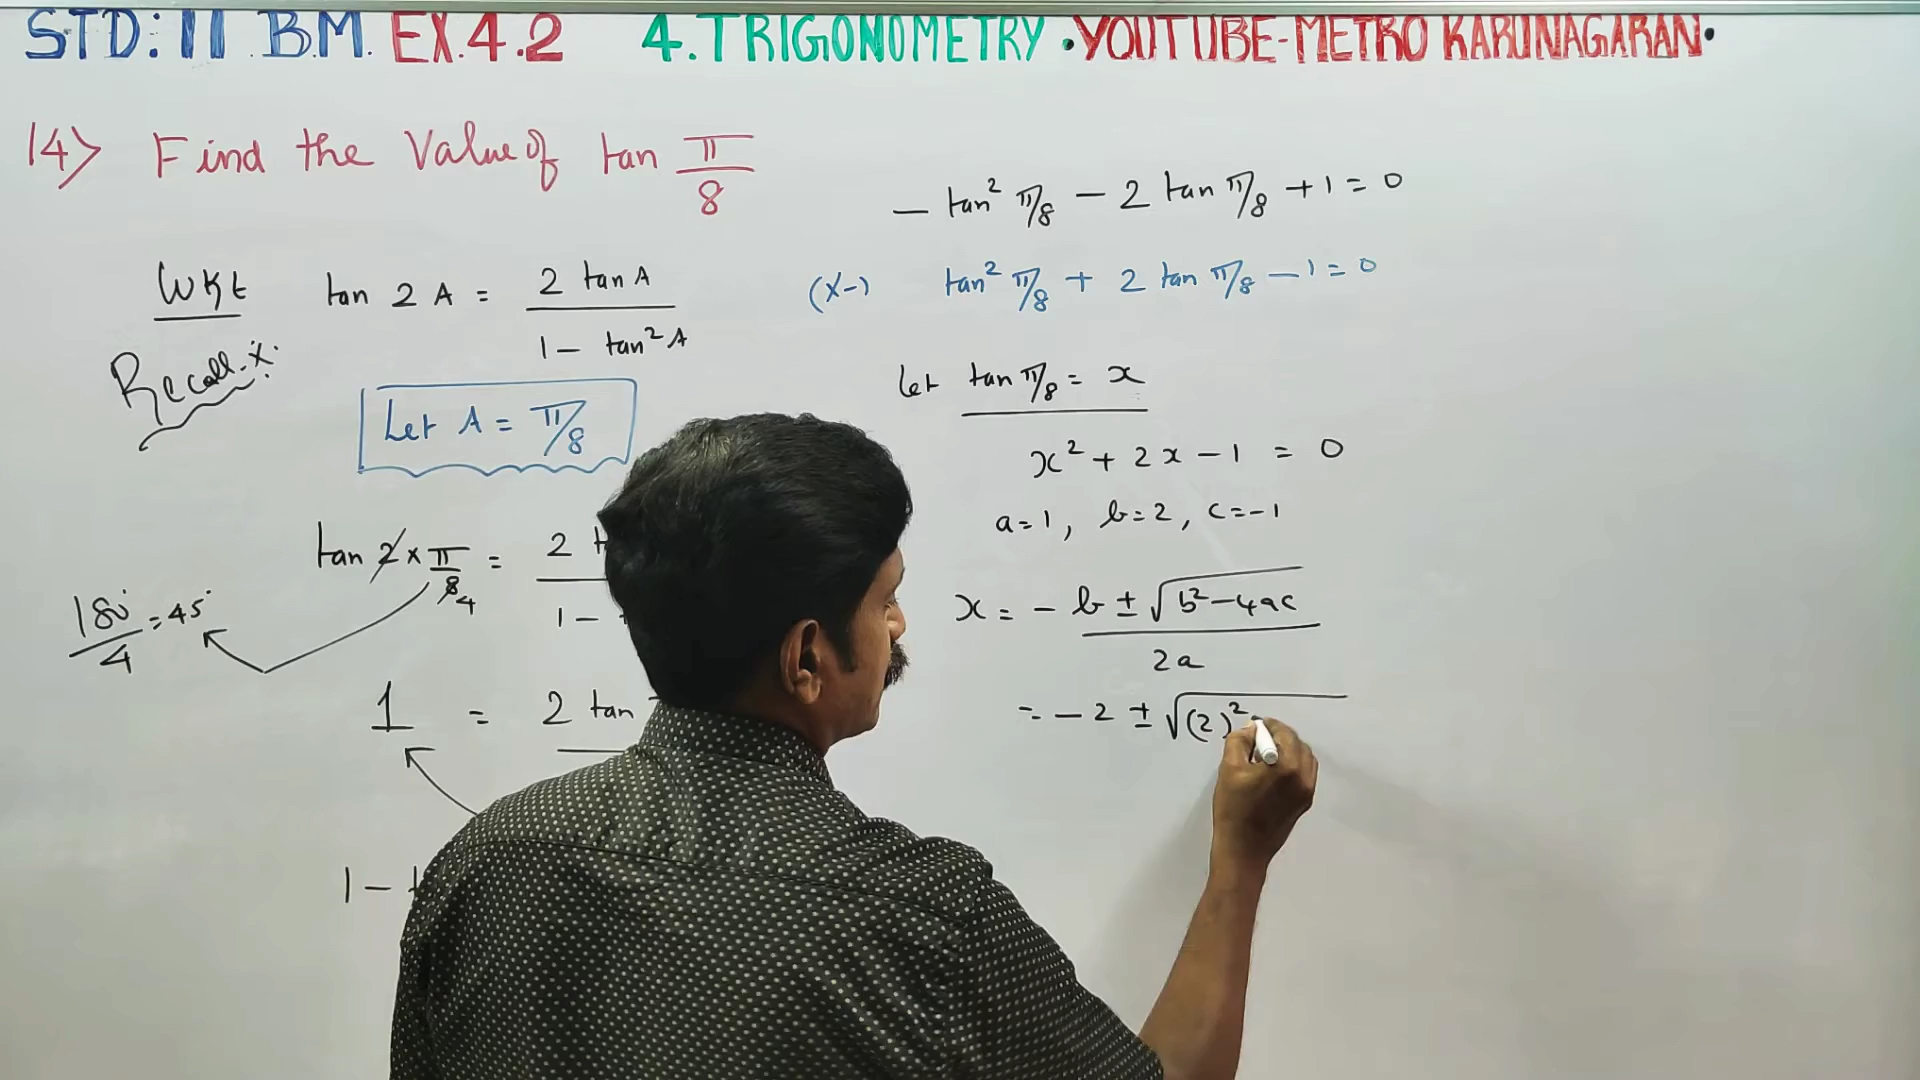 STD: 11 B.M. EX.4.2 4. TRIGONOMETRY • YOUTUBE-METRO KARUNAGARAN •
14> Find the Value of tan π/8
WKt tan 2A = 2 tan A / 1 - tan² A
Recall-x
Let A = π/8
tan 2 × π/8 4 = 2 t
1 -
180°/4 = 45°
1 = 2 tan
1 -
- tan² π/8 - 2 tan π/8 + 1 = 0
(x-) tan² π/8 + 2 tan π/8 - 1 = 0
Let tan π/8 = x
x² + 2x - 1 = 0
a=1, b=2, c=-1
x = - b ± √b²-4ac / 2a
= - 2 ± √(2)²